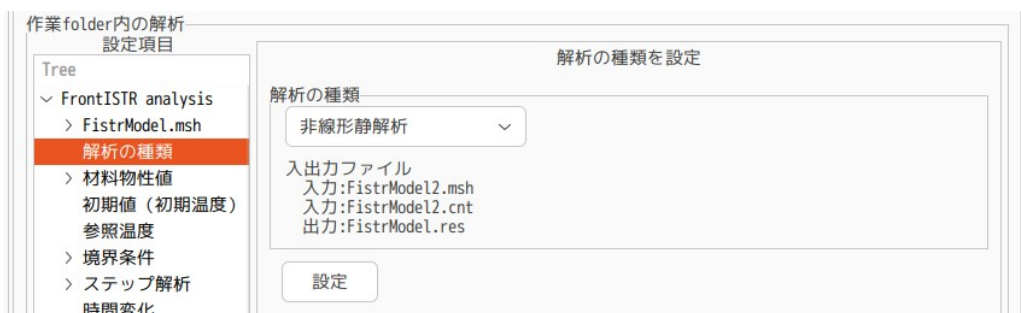 作業folder内の解析
設定項目
Tree
FrontISTR analysis
FistrModel.msh
解析の種類
材料物性値
初期値（初期温度）
参照温度
境界条件
ステップ解析
時間変化
解析の種類を設定
解析の種類
非線形静解析
入出力ファイル
入力:FistrModel2.msh
入力:FistrModel2.cnt
出力:FistrModel.res
設定